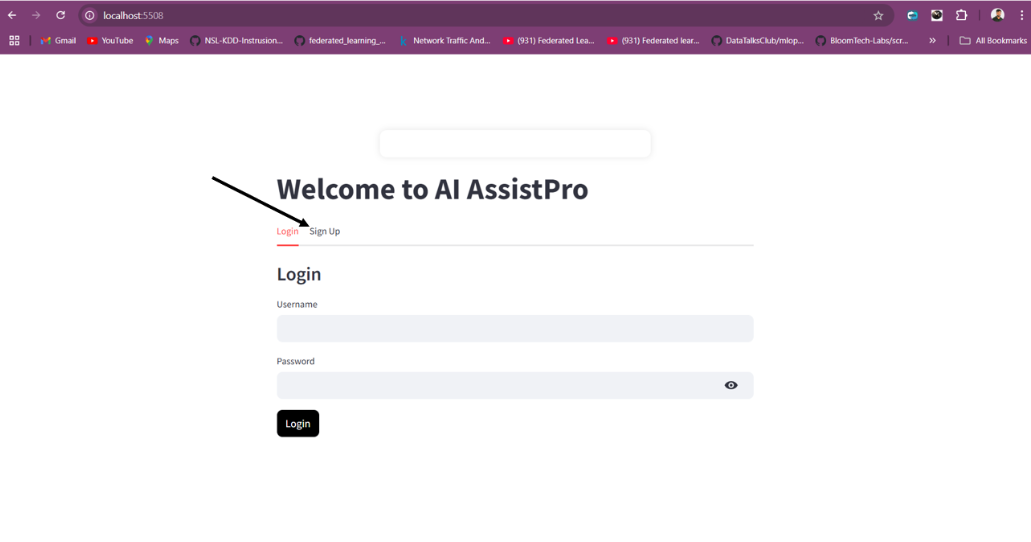 localhost:5508
Gmail YouTube Maps NSL-KDD-Instrusion... federated_learning_... Network Traffic And... (931) Federated Lea... (931) Federated lear... DataTalksClub/mlop... BloomTech-Labs/scr... » All Bookmarks
Welcome to AI AssistPro
Login Sign Up
Login
Username
Password
Login